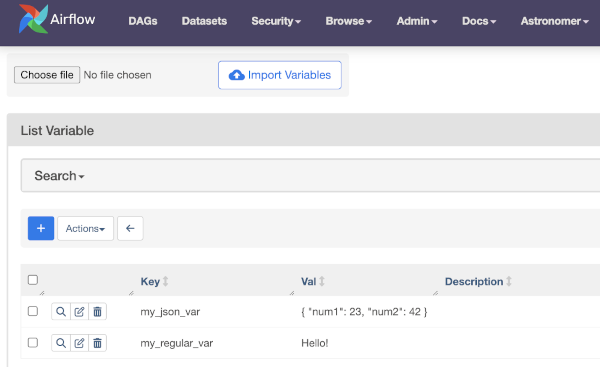 Airflow DAGs Datasets Security Browse Admin Docs Astronomer
Choose file No file chosen Import Variables
List Variable
Search
+ Actions
Key Val Description
my_json_var { "num1": 23, "num2": 42 }
my_regular_var Hello!